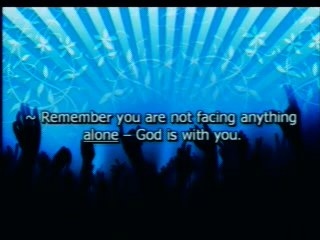 ~ Remember you are not facing anything
alone – God is with you.